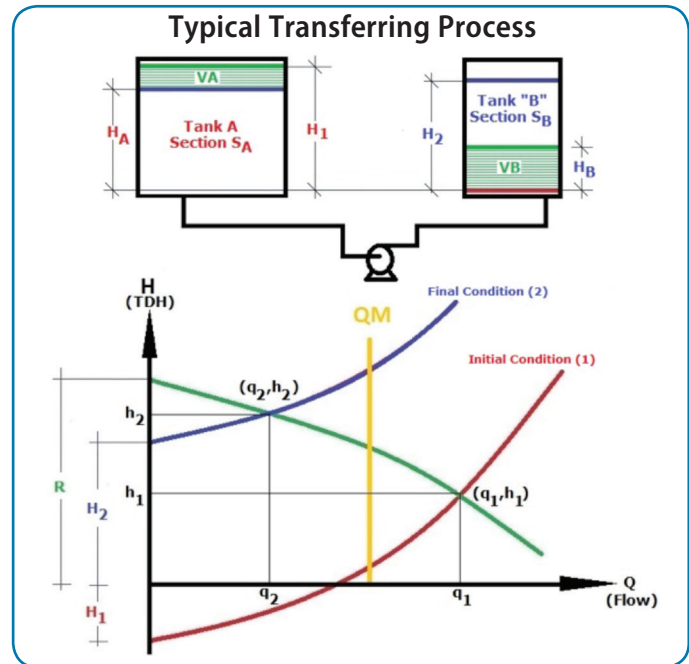 Typical Transferring Process
VA
Tank A
Section SA
HA
H1
Tank "B"
Section SB
H2
VB
HB
H
(TDH)
QM
Final Condition (2)
Initial Condition (1)
(q2,h2)
h2
R
H2
h1
(q1,h1)
H1
q2
q1
Q
(Flow)